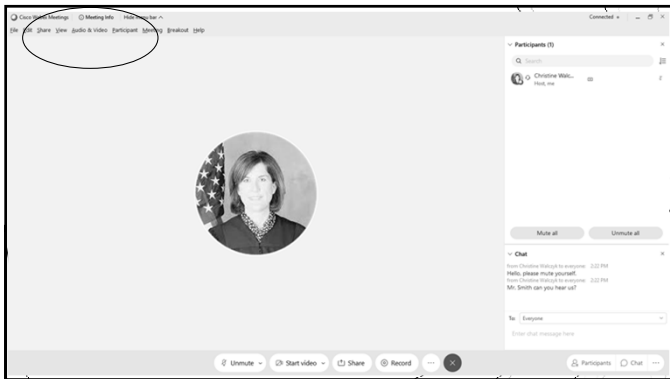 Cisco Webex Meetings Meeting Info Hide menu bar Connected
File Edit Share View Audio & Video Participant Meeting Breakout Help
Participants (1)
Search
Christine Walc...
Host, me
Mute all Unmute all
Chat
from Christine Walczyk to everyone: 2:22 PM
Hello, please mute yourself.
from Christine Walczyk to everyone: 2:22 PM
Mr. Smith can you hear us?
To: Everyone
Enter chat message here
Unmute Start video Share Record ... Participants Chat ...